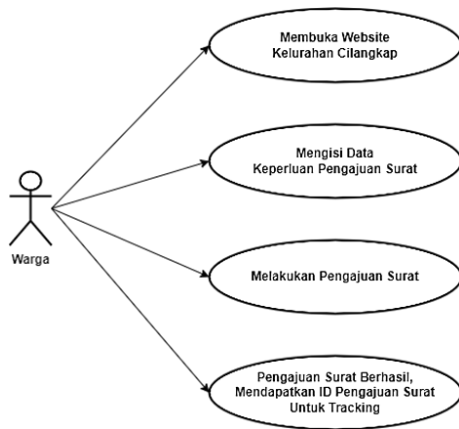 Membuka Website
Kelurahan Cilangkap
Mengisi Data
Keperluan Pengajuan Surat
Warga
Melakukan Pengajuan Surat
Pengajuan Surat Berhasil,
Mendapatkan ID Pengajuan Surat
Untuk Tracking